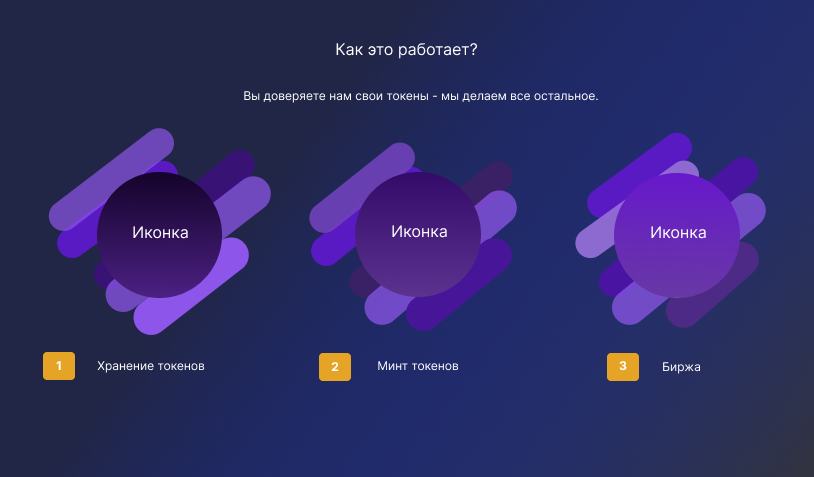 Как это работает?
Вы доверяете нам свои токены - мы делаем все остальное.
Иконка
Иконка
Иконка
1 Хранение токенов
2 Минт токенов
3 Биржа